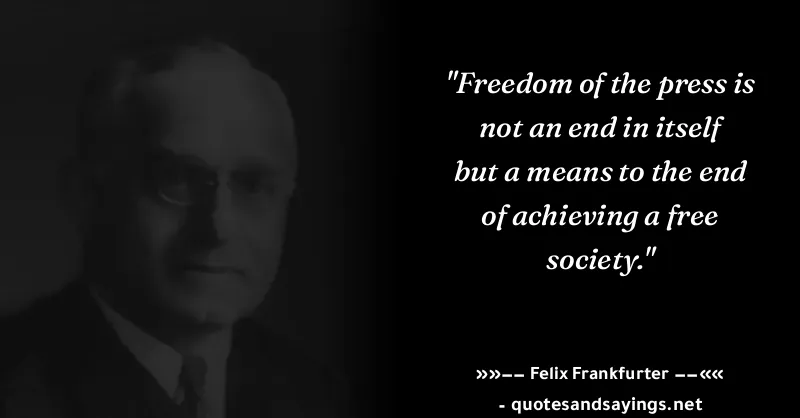 "Freedom of the press is
not an end in itself
but a means to the end
of achieving a free
society."
»»−− Felix Frankfurter −−««
- quotesandsayings.net